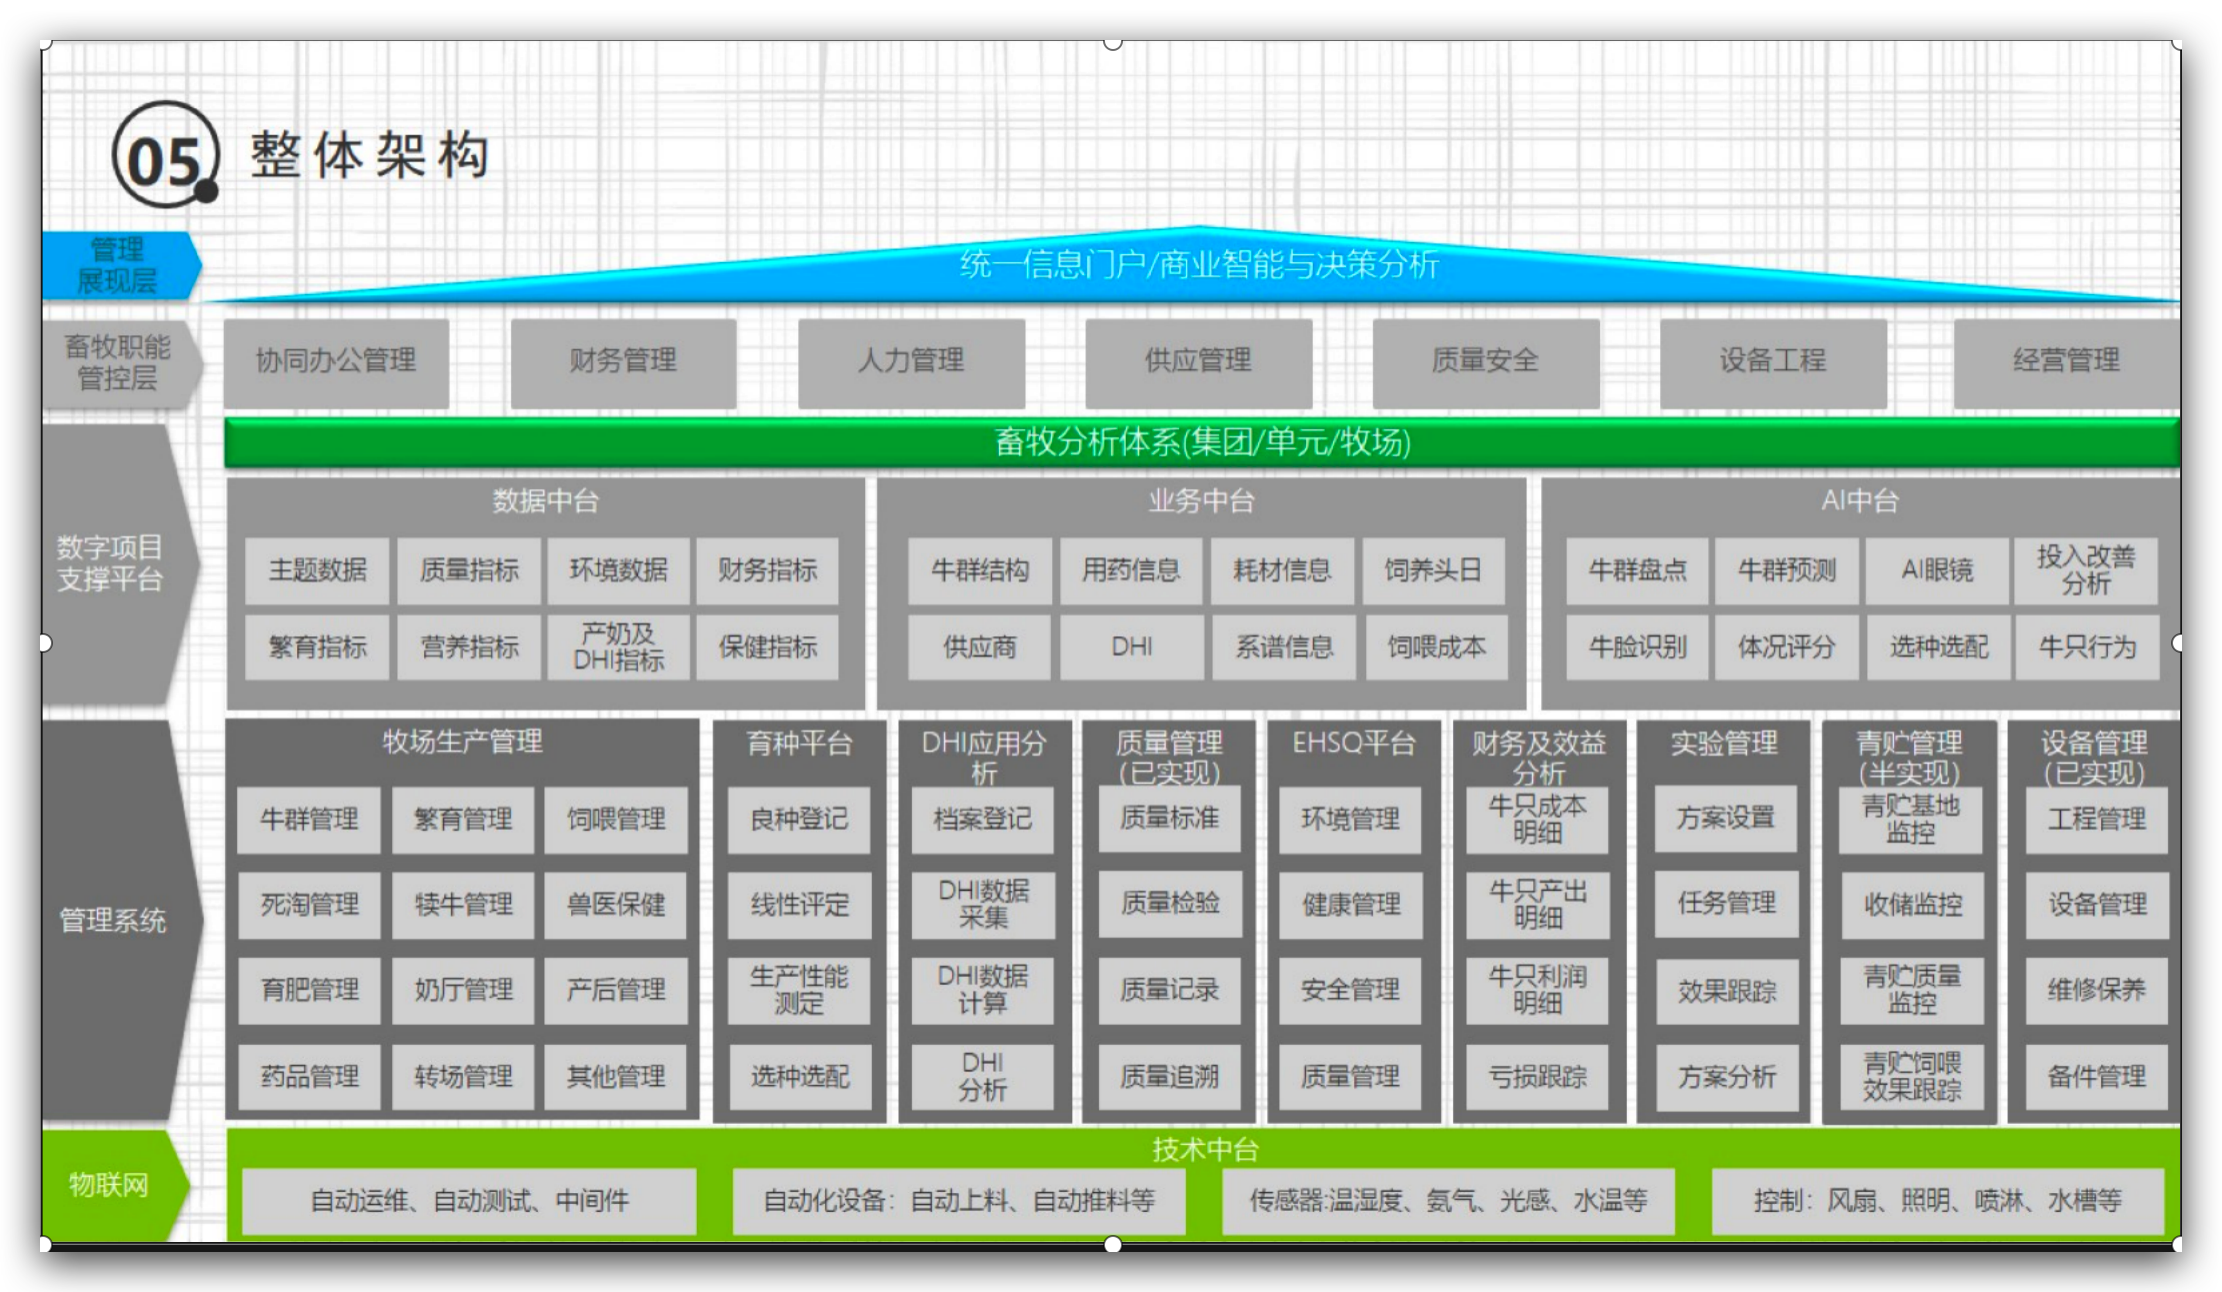 05 整体架构
管理
展现层
统一信息门户/商业智能与决策分析
畜牧职能
管控层
协同办公管理
财务管理
人力管理
供应管理
质量安全
设备工程
经营管理
畜牧分析体系(集团/单元/牧场)
数字项目
支撑平台
数据中台
主题数据
质量指标
环境数据
财务指标
繁育指标
营养指标
产奶及
DHI指标
保健指标
业务中台
牛群结构
用药信息
耗材信息
饲养头日
供应商
DHI
系谱信息
饲喂成本
AI中台
牛群盘点
牛群预测
AI眼镜
投入改善
分析
牛脸识别
体况评分
选种选配
牛只行为
管理系统
牧场生产管理
牛群管理
繁育管理
饲喂管理
死淘管理
犊牛管理
兽医保健
育肥管理
奶厅管理
产后管理
药品管理
转场管理
其他管理
育种平台
良种登记
线性评定
生产性能
测定
选种选配
DHI应用分
析
档案登记
DHI数据
采集
DHI数据
计算
DHI
分析
质量管理
(已实现)
质量标准
质量检验
质量记录
质量追溯
EHSQ平台
环境管理
健康管理
安全管理
质量管理
财务及效益
分析
牛只成本
明细
牛只产出
明细
牛只利润
明细
亏损跟踪
实验管理
方案设置
任务管理
效果跟踪
方案分析
青贮管理
(半实现)
青贮基地
监控
收储监控
青贮质量
监控
青贮饲喂
效果跟踪
设备管理
(已实现)
工程管理
设备管理
维修保养
备件管理
物联网
技术中台
自动运维、自动测试、中间件
自动化设备：自动上料、自动推料等
传感器:温湿度、氨气、光感、水温等
控制：风扇、照明、喷淋、水槽等